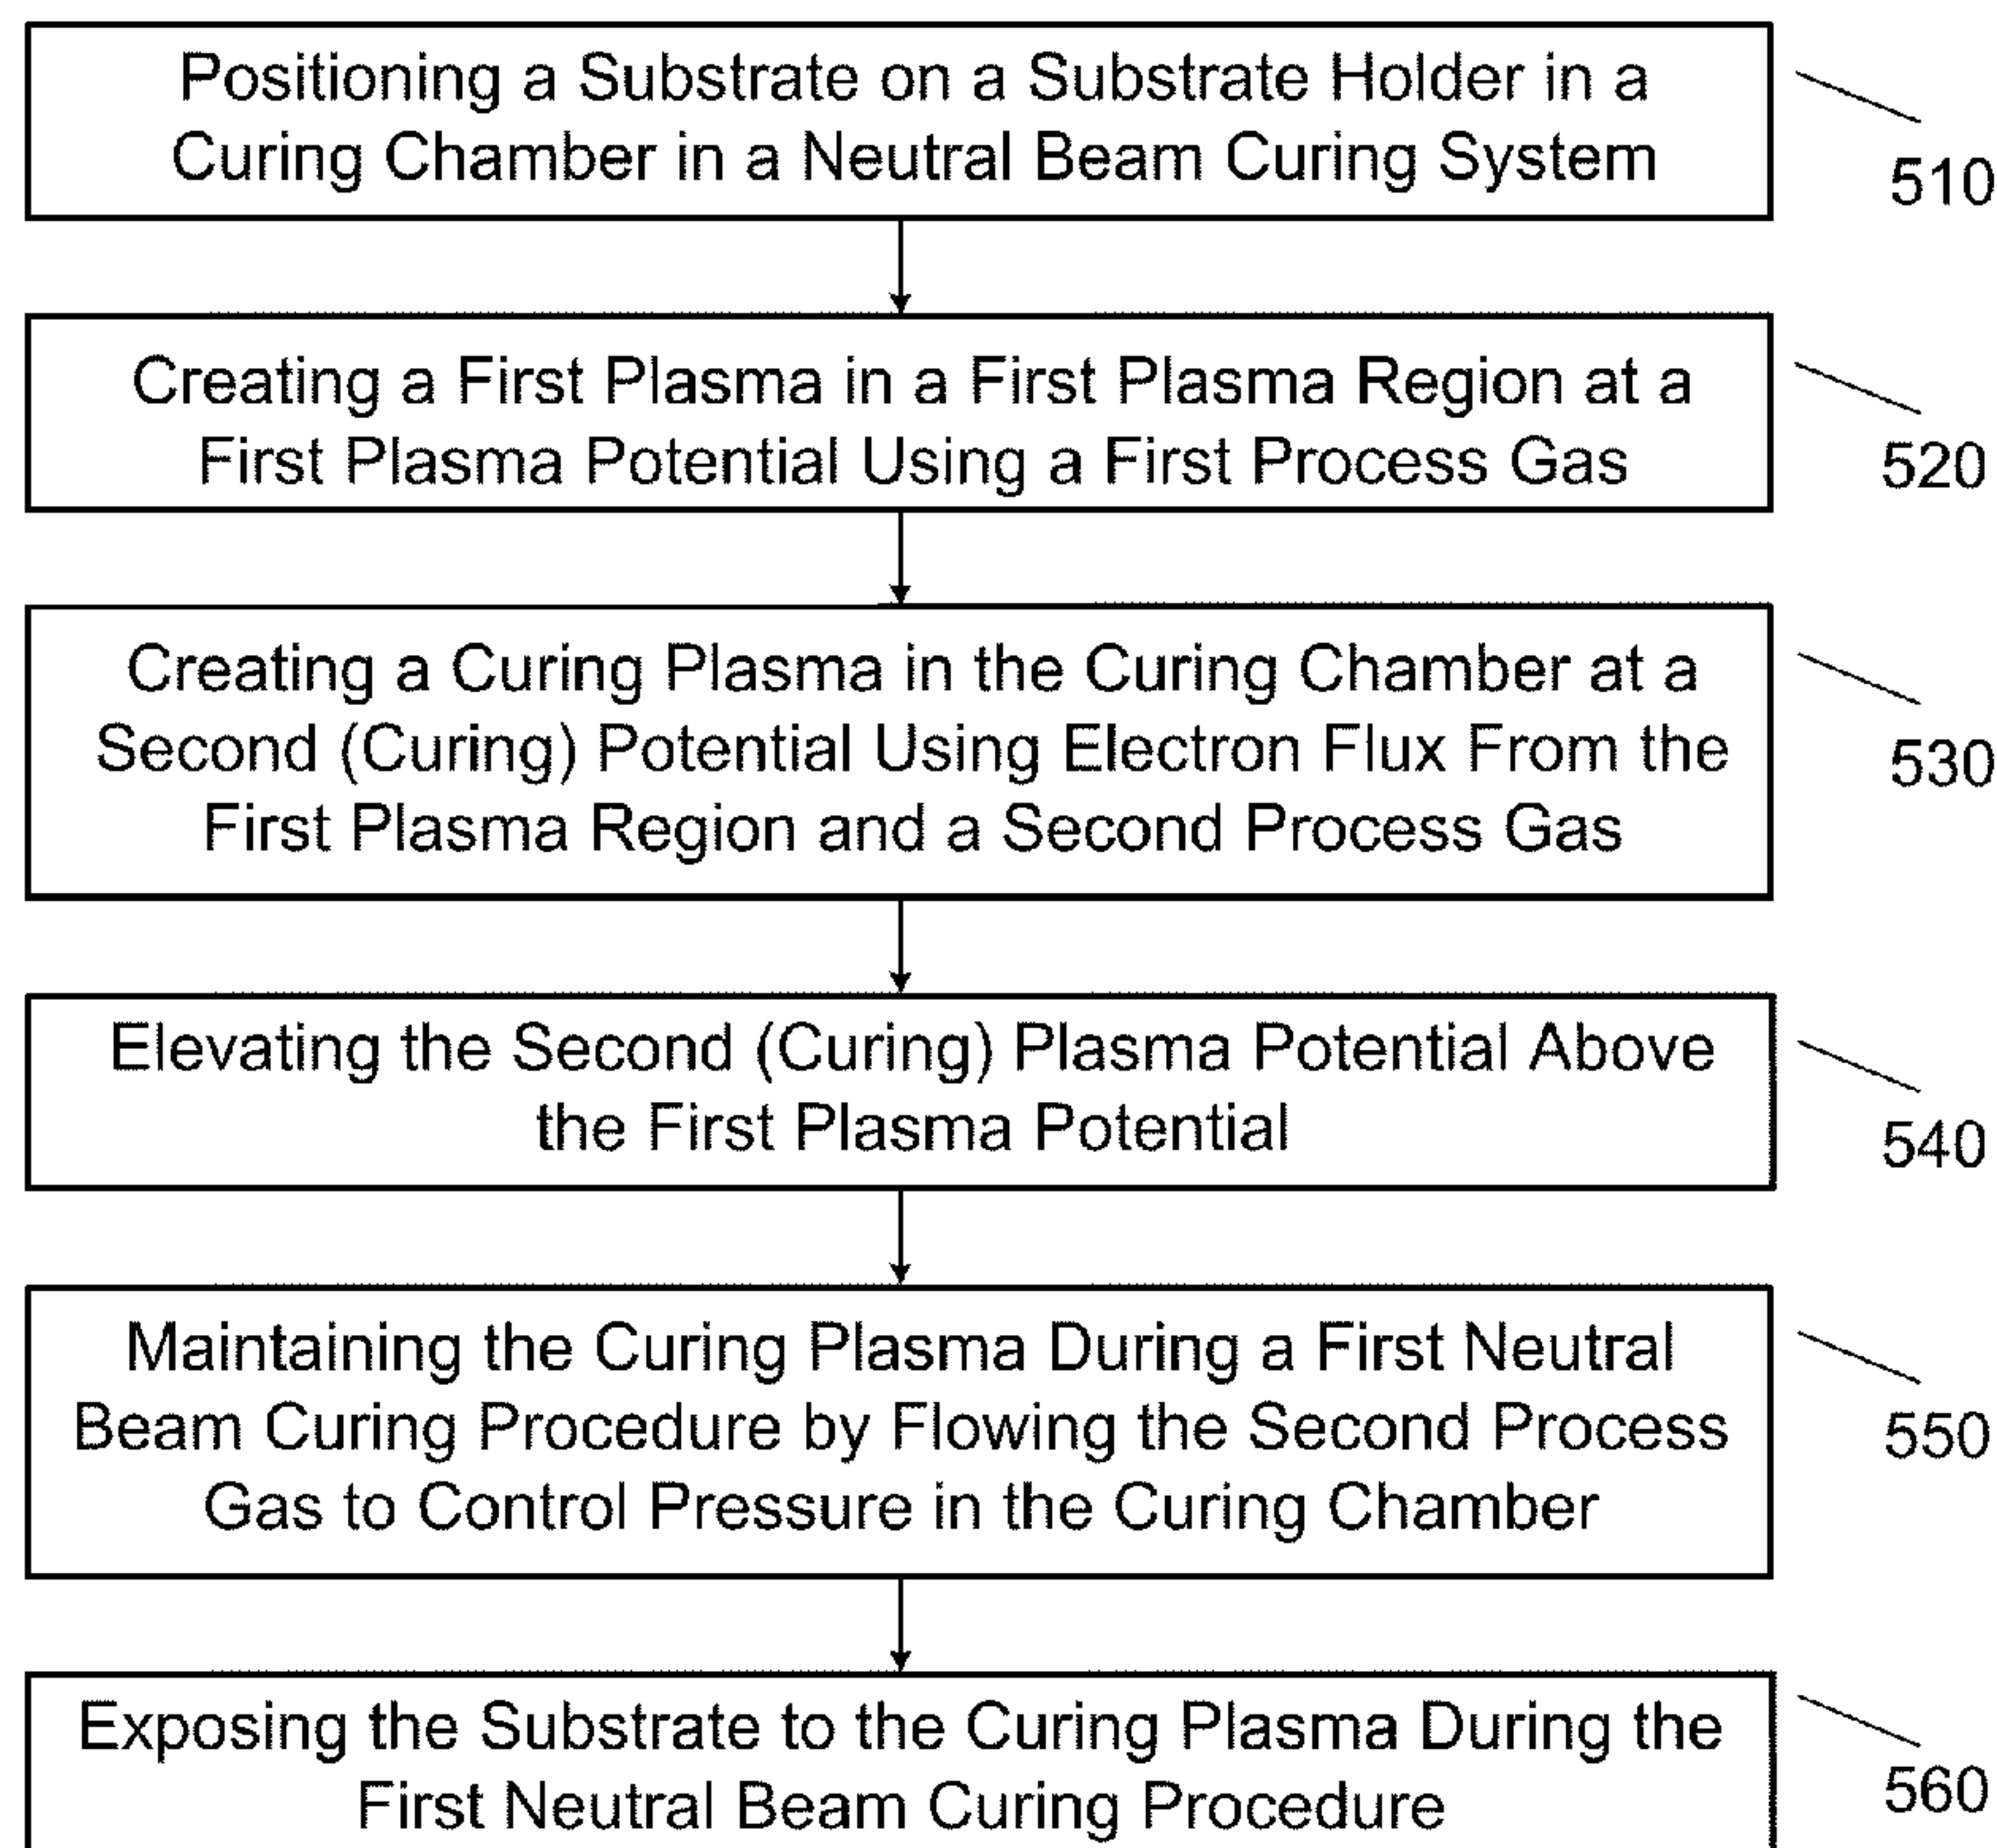 Positioning a Substrate on a Substrate Holder in a
Curing Chamber in a Neutral Beam Curing System
510
Creating a First Plasma in a First Plasma Region at a
First Plasma Potential Using a First Process Gas
520
Creating a Curing Plasma in the Curing Chamber at a
Second (Curing) Potential Using Electron Flux From the
First Plasma Region and a Second Process Gas
530
Elevating the Second (Curing) Plasma Potential Above
the First Plasma Potential
540
Maintaining the Curing Plasma During a First Neutral
Beam Curing Procedure by Flowing the Second Process
Gas to Control Pressure in the Curing Chamber
550
Exposing the Substrate to the Curing Plasma During the
First Neutral Beam Curing Procedure
560